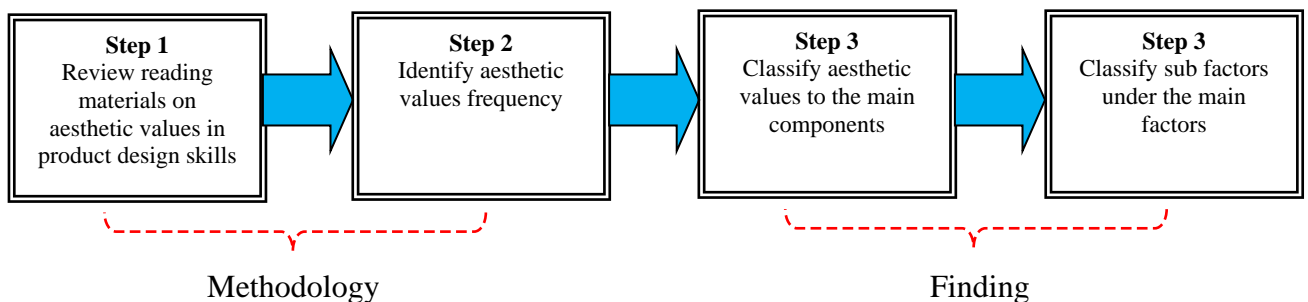 Step 1
Review reading
materials on
aesthetic values in
product design skills
Step 2
Identify aesthetic
values frequency
Step 3
Classify aesthetic
values to the main
components
Step 3
Classify sub factors
under the main
factors
Methodology
Finding